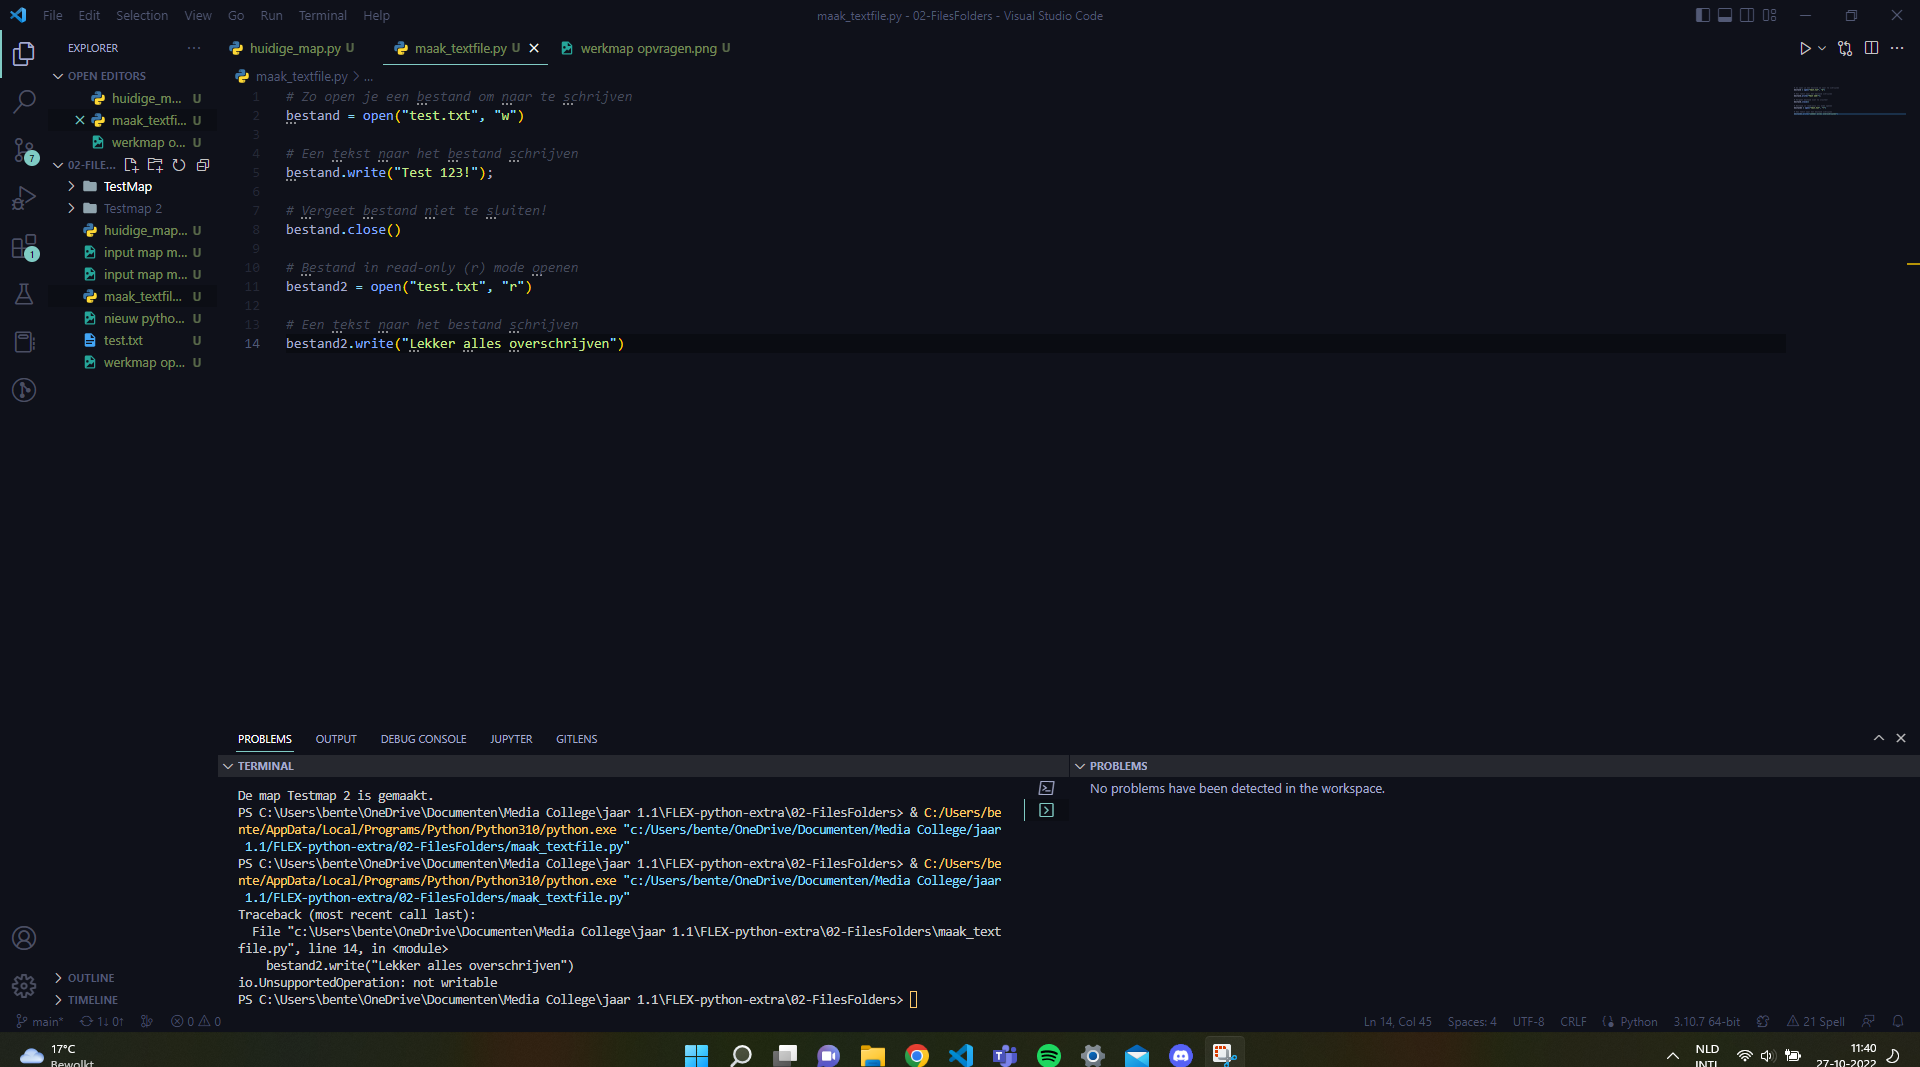 File Edit Selection View Go Run Terminal Help
maak_textfile.py - 02-FilesFolders - Visual Studio Code
EXPLORER
OPEN EDITORS
huidige_m... U
maak_textfi... U
werkmap o... U
02-FILE...
TestMap
Testmap 2
huidige_map... U
input map m... U
input map m... U
maak_textfil... U
nieuw pytho... U
test.txt U
werkmap op... U
OUTLINE
TIMELINE
7
1
huidige_map.py U
maak_textfile.py U
werkmap opvragen.png U
maak_textfile.py > ...
1 # Zo open je een bestand om naar te schrijven
2 bestand = open("test.txt", "w")
3
4 # Een tekst naar het bestand schrijven
5 bestand.write("Test 123!");
6
7 # Vergeet bestand niet te sluiten!
8 bestand.close()
9
10 # Bestand in read-only (r) mode openen
11 bestand2 = open("test.txt", "r")
12
13 # Een tekst naar het bestand schrijven
14 bestand2.write("Lekker alles overschrijven")
PROBLEMS OUTPUT DEBUG CONSOLE JUPYTER GITLENS
TERMINAL
De map Testmap 2 is gemaakt.
PS C:\Users\bente\OneDrive\Documenten\Media College\jaar 1.1\FLEX-python-extra\02-FilesFolders> & C:/Users/be
nte/AppData/Local/Programs/Python/Python310/python.exe "c:/Users/bente/OneDrive/Documenten/Media College/jaar
1.1/FLEX-python-extra/02-FilesFolders/maak_textfile.py"
PS C:\Users\bente\OneDrive\Documenten\Media College\jaar 1.1\FLEX-python-extra\02-FilesFolders> & C:/Users/be
nte/AppData/Local/Programs/Python/Python310/python.exe "c:/Users/bente/OneDrive/Documenten/Media College/jaar
1.1/FLEX-python-extra/02-FilesFolders/maak_textfile.py"
Traceback (most recent call last):
File "c:\Users\bente\OneDrive\Documenten\Media College\jaar 1.1\FLEX-python-extra\02-FilesFolders\maak_text
file.py", line 14, in <module>
bestand2.write("Lekker alles overschrijven")
io.UnsupportedOperation: not writable
PS C:\Users\bente\OneDrive\Documenten\Media College\jaar 1.1\FLEX-python-extra\02-FilesFolders>
PROBLEMS
No problems have been detected in the workspace.
main* 1↓ 0↑ 0 0
Ln 14, Col 45 Spaces: 4 UTF-8 CRLF Python 3.10.7 64-bit 21 Spell
17°C
Bewolkt
NLD
INTL
11:40
27-10-2022